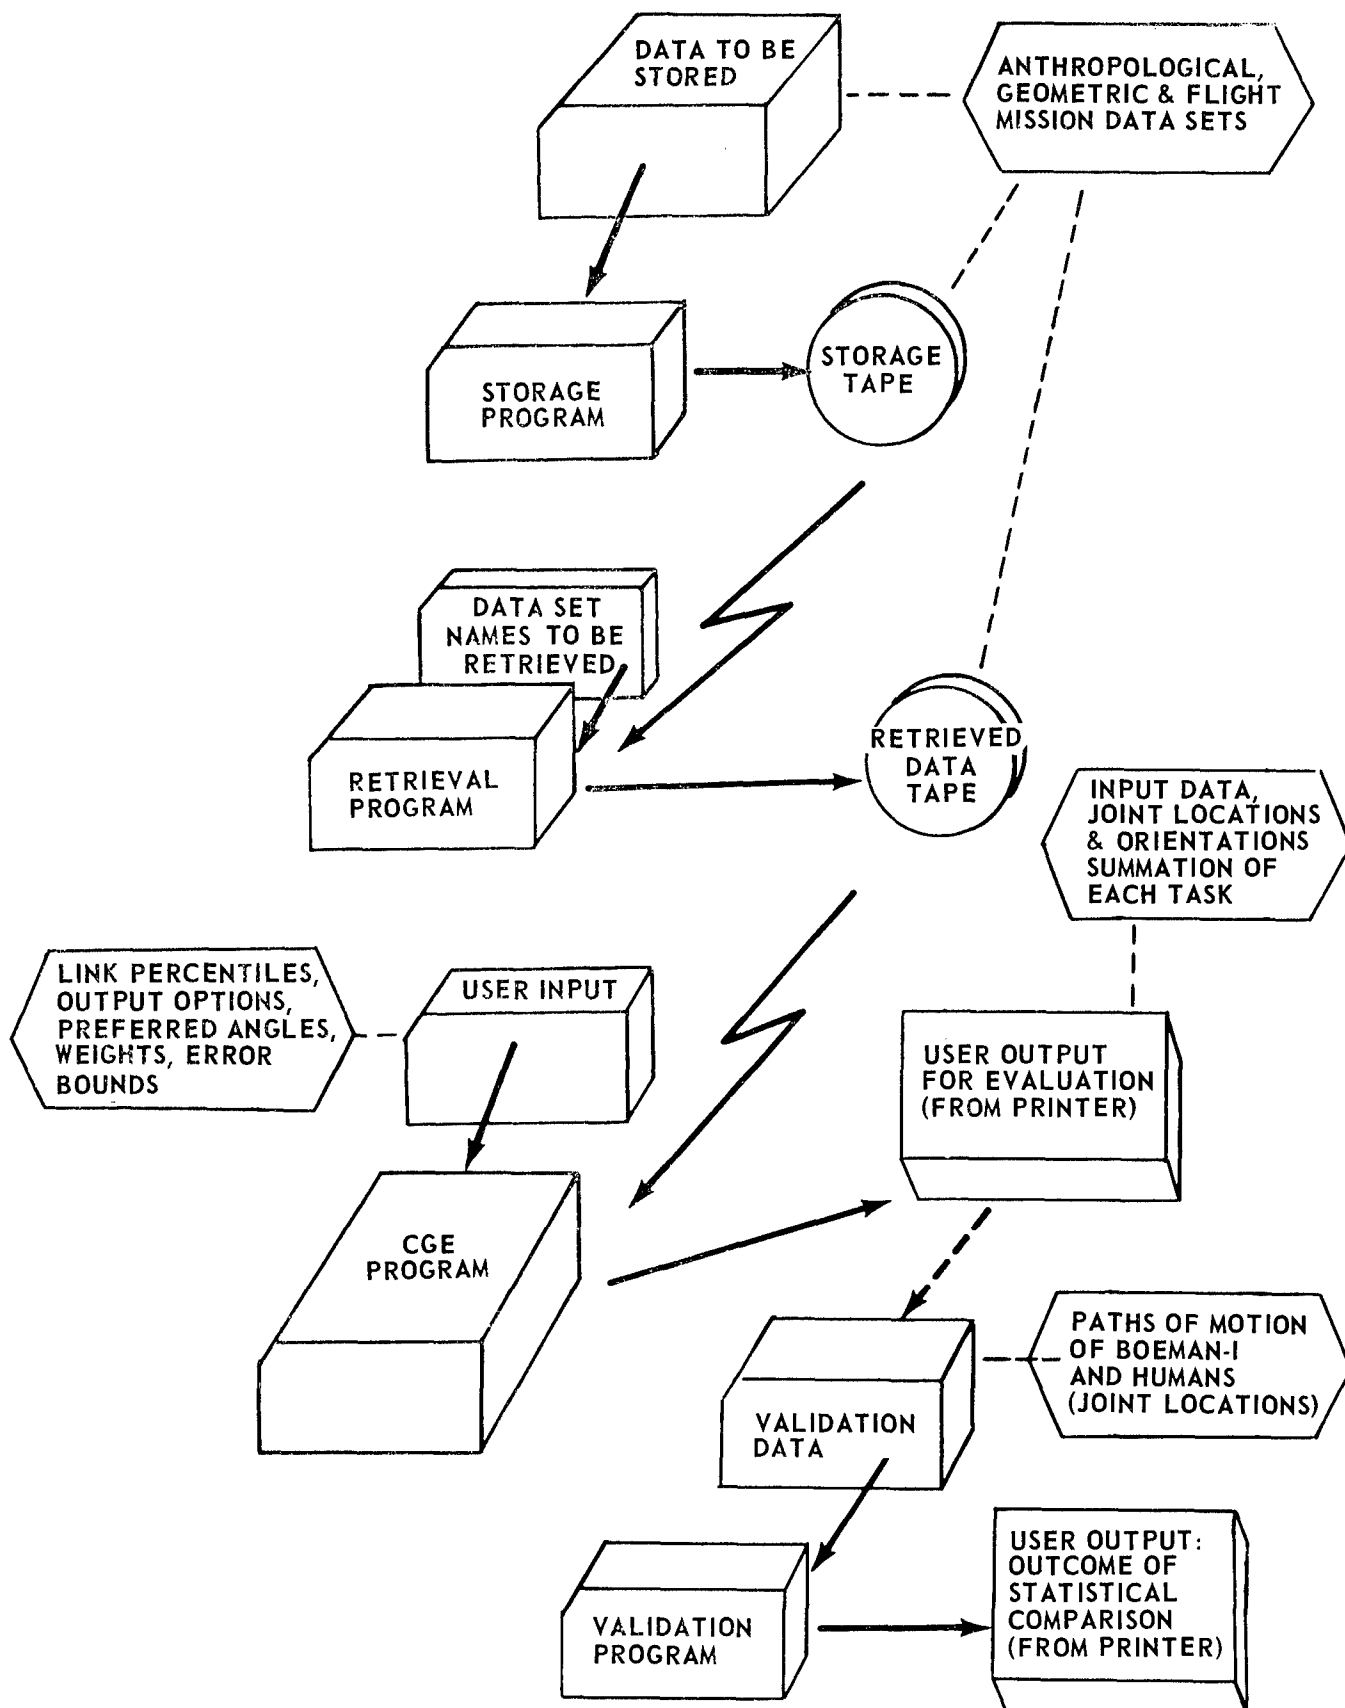 DATA TO BE
STORED
ANTHROPOLOGICAL,
GEOMETRIC & FLIGHT
MISSION DATA SETS
STORAGE
PROGRAM
STORAGE
TAPE
DATA SET
NAMES TO BE
RETRIEVED
RETRIEVAL
PROGRAM
RETRIEVED
DATA
TAPE
INPUT DATA,
JOINT LOCATIONS
& ORIENTATIONS
SUMMATION OF
EACH TASK
LINK PERCENTILES,
OUTPUT OPTIONS,
PREFERRED ANGLES,
WEIGHTS, ERROR
BOUNDS
USER INPUT
USER OUTPUT
FOR EVALUATION
(FROM PRINTER)
CGE
PROGRAM
PATHS OF MOTION
OF BOEMAN-I
AND HUMANS
(JOINT LOCATIONS)
VALIDATION
DATA
VALIDATION
PROGRAM
USER OUTPUT:
OUTCOME OF
STATISTICAL
COMPARISON
(FROM PRINTER)